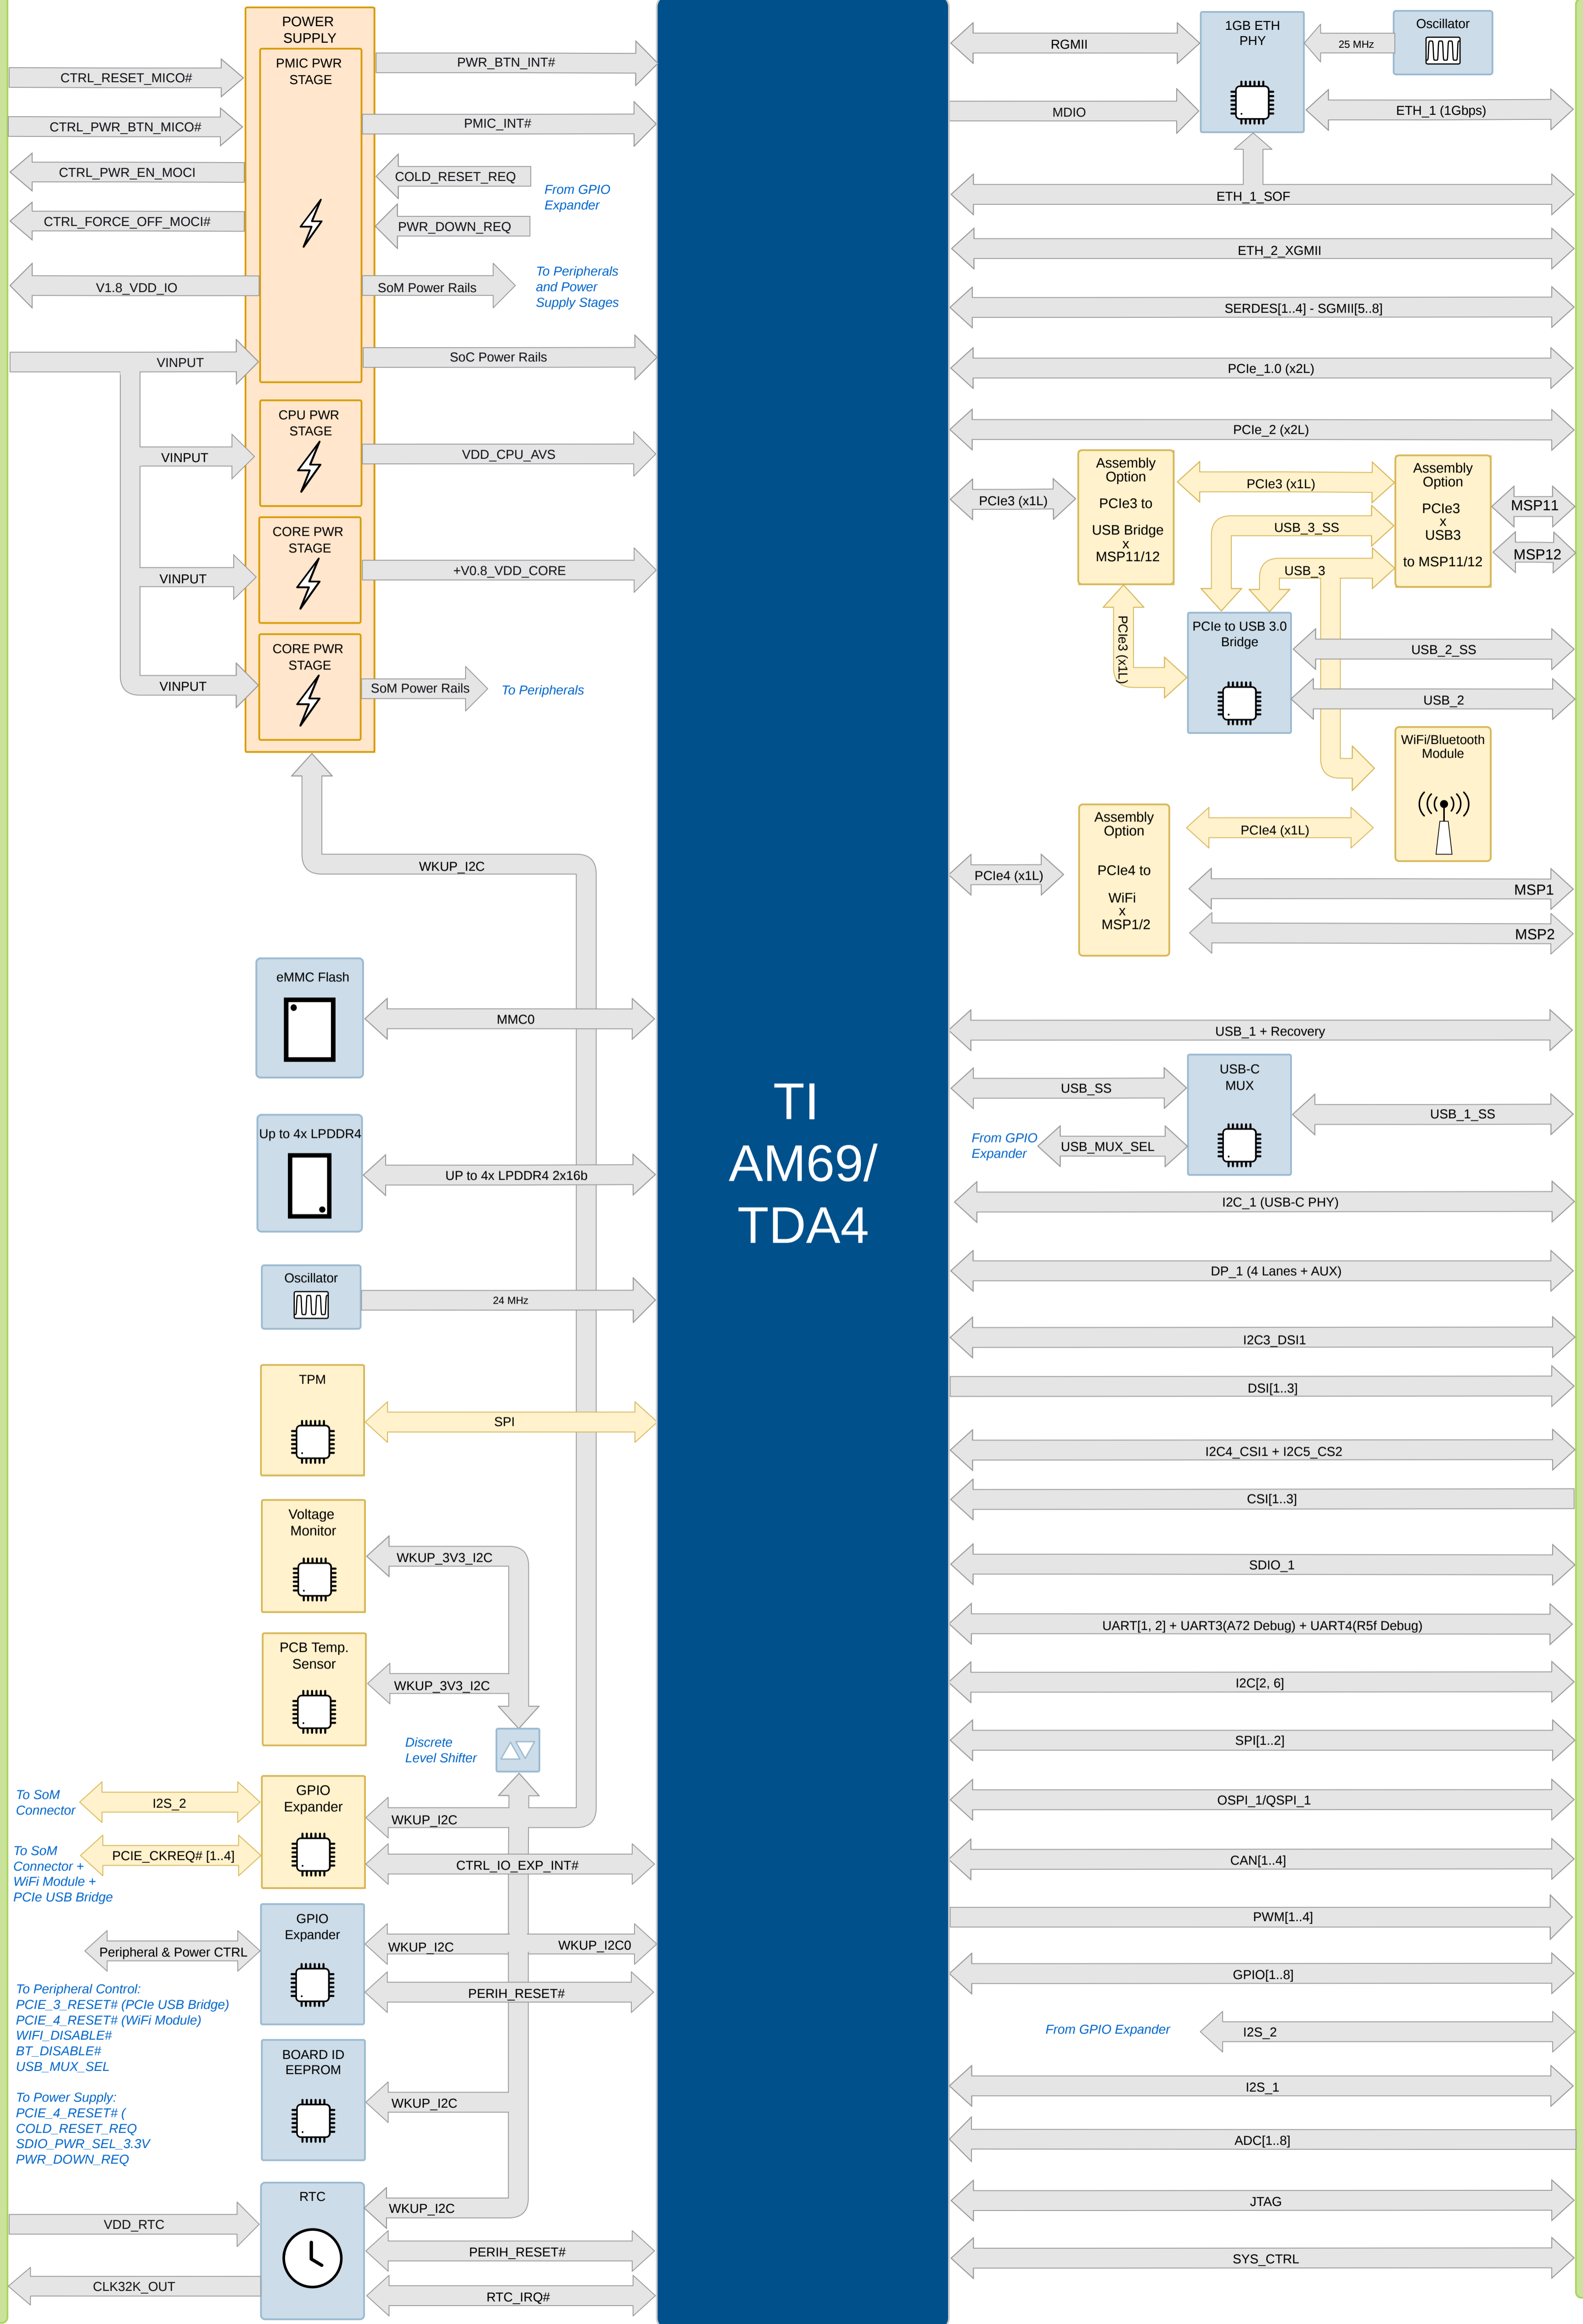 POWER
SUPPLY
PMIC PWR
STAGE
CTRL_RESET_MICO#
CTRL_PWR_BTN_MICO#
CTRL_PWR_EN_MOCI
CTRL_FORCE_OFF_MOCI#
V1.8_VDD_IO
VINPUT
PWR_BTN_INT#
PMIC_INT#
COLD_RESET_REQ
PWR_DOWN_REQ
From GPIO
Expander
SoM Power Rails
To Peripherals
and Power
Supply Stages
SoC Power Rails
CPU PWR
STAGE
VINPUT
VDD_CPU_AVS
CORE PWR
STAGE
VINPUT
+V0.8_VDD_CORE
CORE PWR
STAGE
VINPUT
SoM Power Rails
To Peripherals
WKUP_I2C
eMMC Flash
MMC0
Up to 4x LPDDR4
UP to 4x LPDDR4 2x16b
Oscillator
24 MHz
TPM
SPI
Voltage
Monitor
WKUP_3V3_I2C
PCB Temp.
Sensor
WKUP_3V3_I2C
Discrete
Level Shifter
To SoM
Connector
I2S_2
GPIO
Expander
WKUP_I2C
To SoM
Connector +
WiFi Module +
PCIe USB Bridge
PCIE_CKREQ# [1..4]
CTRL_IO_EXP_INT#
GPIO
Expander
Peripheral & Power CTRL
WKUP_I2C
WKUP_I2C0
PERIH_RESET#
To Peripheral Control:
PCIE_3_RESET# (PCIe USB Bridge)
PCIE_4_RESET# (WiFi Module)
WIFI_DISABLE#
BT_DISABLE#
USB_MUX_SEL
To Power Supply:
PCIE_4_RESET# (
COLD_RESET_REQ
SDIO_PWR_SEL_3.3V
PWR_DOWN_REQ
BOARD ID
EEPROM
WKUP_I2C
RTC
VDD_RTC
CLK32K_OUT
WKUP_I2C
PERIH_RESET#
RTC_IRQ#
TI
AM69/
TDA4
RGMII
1GB ETH
PHY
25 MHz
Oscillator
MDIO
ETH_1 (1Gbps)
ETH_1_SOF
ETH_2_XGMII
SERDES[1..4] - SGMII[5..8]
PCIe_1.0 (x2L)
PCIe_2 (x2L)
PCIe3 (x1L)
Assembly
Option
PCIe3 to
USB Bridge
x
MSP11/12
PCIe3 (x1L)
USB_3_SS
USB_3
Assembly
Option
PCIe3
x
USB3
to MSP11/12
MSP11
MSP12
PCIe3 (x1L)
PCIe to USB 3.0
Bridge
USB_2_SS
USB_2
WiFi/Bluetooth
Module
PCIe4 (x1L)
Assembly
Option
PCIe4 to
WiFi
x
MSP1/2
PCIe4 (x1L)
MSP1
MSP2
USB_1 + Recovery
USB-C
MUX
USB_SS
USB_1_SS
From GPIO
Expander
USB_MUX_SEL
I2C_1 (USB-C PHY)
DP_1 (4 Lanes + AUX)
I2C3_DSI1
DSI[1..3]
I2C4_CSI1 + I2C5_CS2
CSI[1..3]
SDIO_1
UART[1, 2] + UART3(A72 Debug) + UART4(R5f Debug)
I2C[2, 6]
SPI[1..2]
OSPI_1/QSPI_1
CAN[1..4]
PWM[1..4]
GPIO[1..8]
From GPIO Expander
I2S_2
I2S_1
ADC[1..8]
JTAG
SYS_CTRL